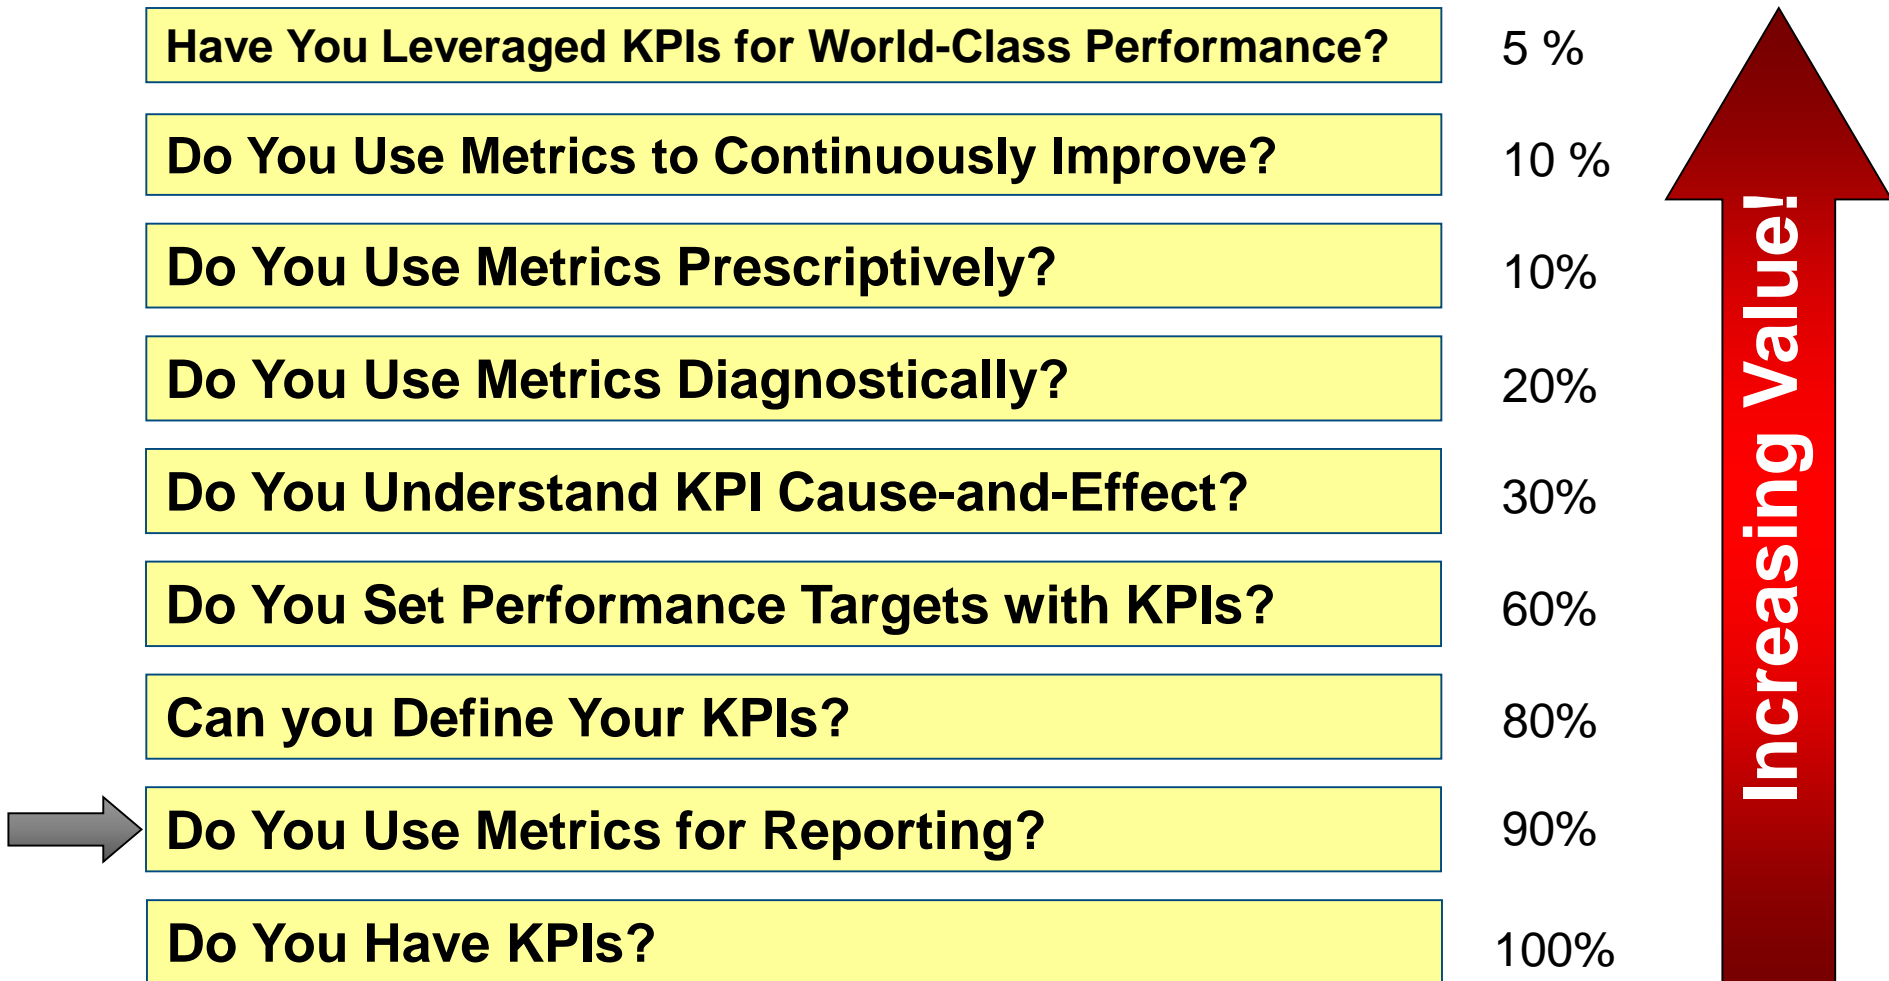 Have You Leveraged KPIs for World-Class Performance? 5 %
Do You Use Metrics to Continuously Improve? 10 %
Do You Use Metrics Prescriptively? 10%
Do You Use Metrics Diagnostically? 20%
Do You Understand KPI Cause-and-Effect? 30%
Do You Set Performance Targets with KPIs? 60%
Can you Define Your KPIs? 80%
Do You Use Metrics for Reporting? 90%
Do You Have KPIs? 100%
Increasing Value!